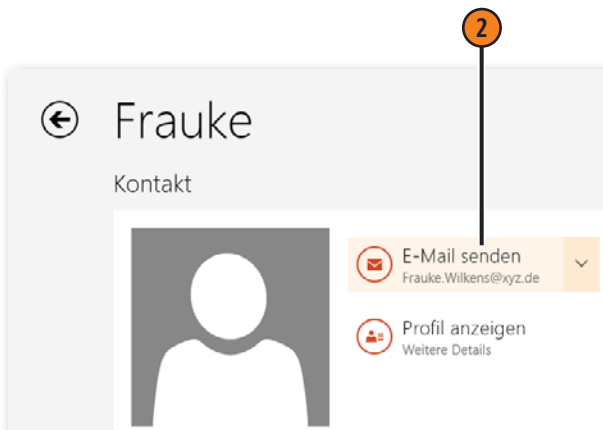 2
Frauke
Kontakt
E-Mail senden
Frauke.Wilkens@xyz.de
Profil anzeigen
Weitere Details